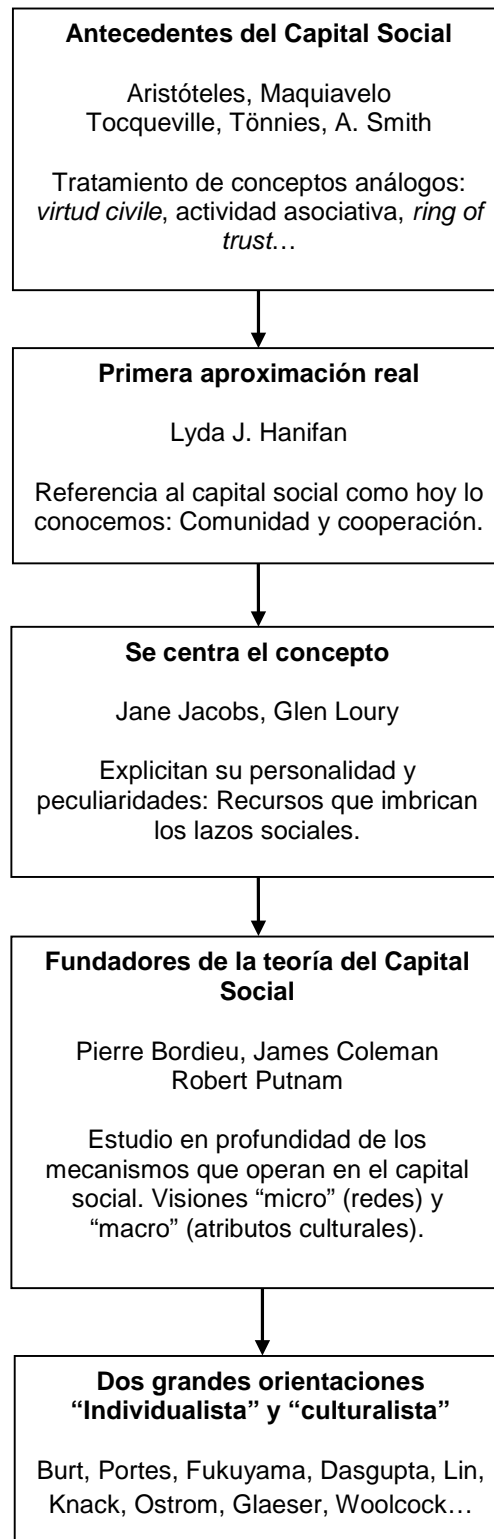 Antecedentes del Capital Social
Aristóteles, Maquiavelo
Tocqueville, Tönnies, A. Smith
Tratamiento de conceptos análogos:
virtud civile, actividad asociativa, ring of
trust…
Primera aproximación real
Lyda J. Hanifan
Referencia al capital social como hoy lo
conocemos: Comunidad y cooperación.
Se centra el concepto
Jane Jacobs, Glen Loury
Explicitan su personalidad y
peculiaridades: Recursos que imbrican
los lazos sociales.
Fundadores de la teoría del Capital
Social
Pierre Bordieu, James Coleman
Robert Putnam
Estudio en profundidad de los
mecanismos que operan en el capital
social. Visiones “micro” (redes) y
“macro” (atributos culturales).
Dos grandes orientaciones
“Individualista” y “culturalista”
Burt, Portes, Fukuyama, Dasgupta, Lin,
Knack, Ostrom, Glaeser, Woolcock…